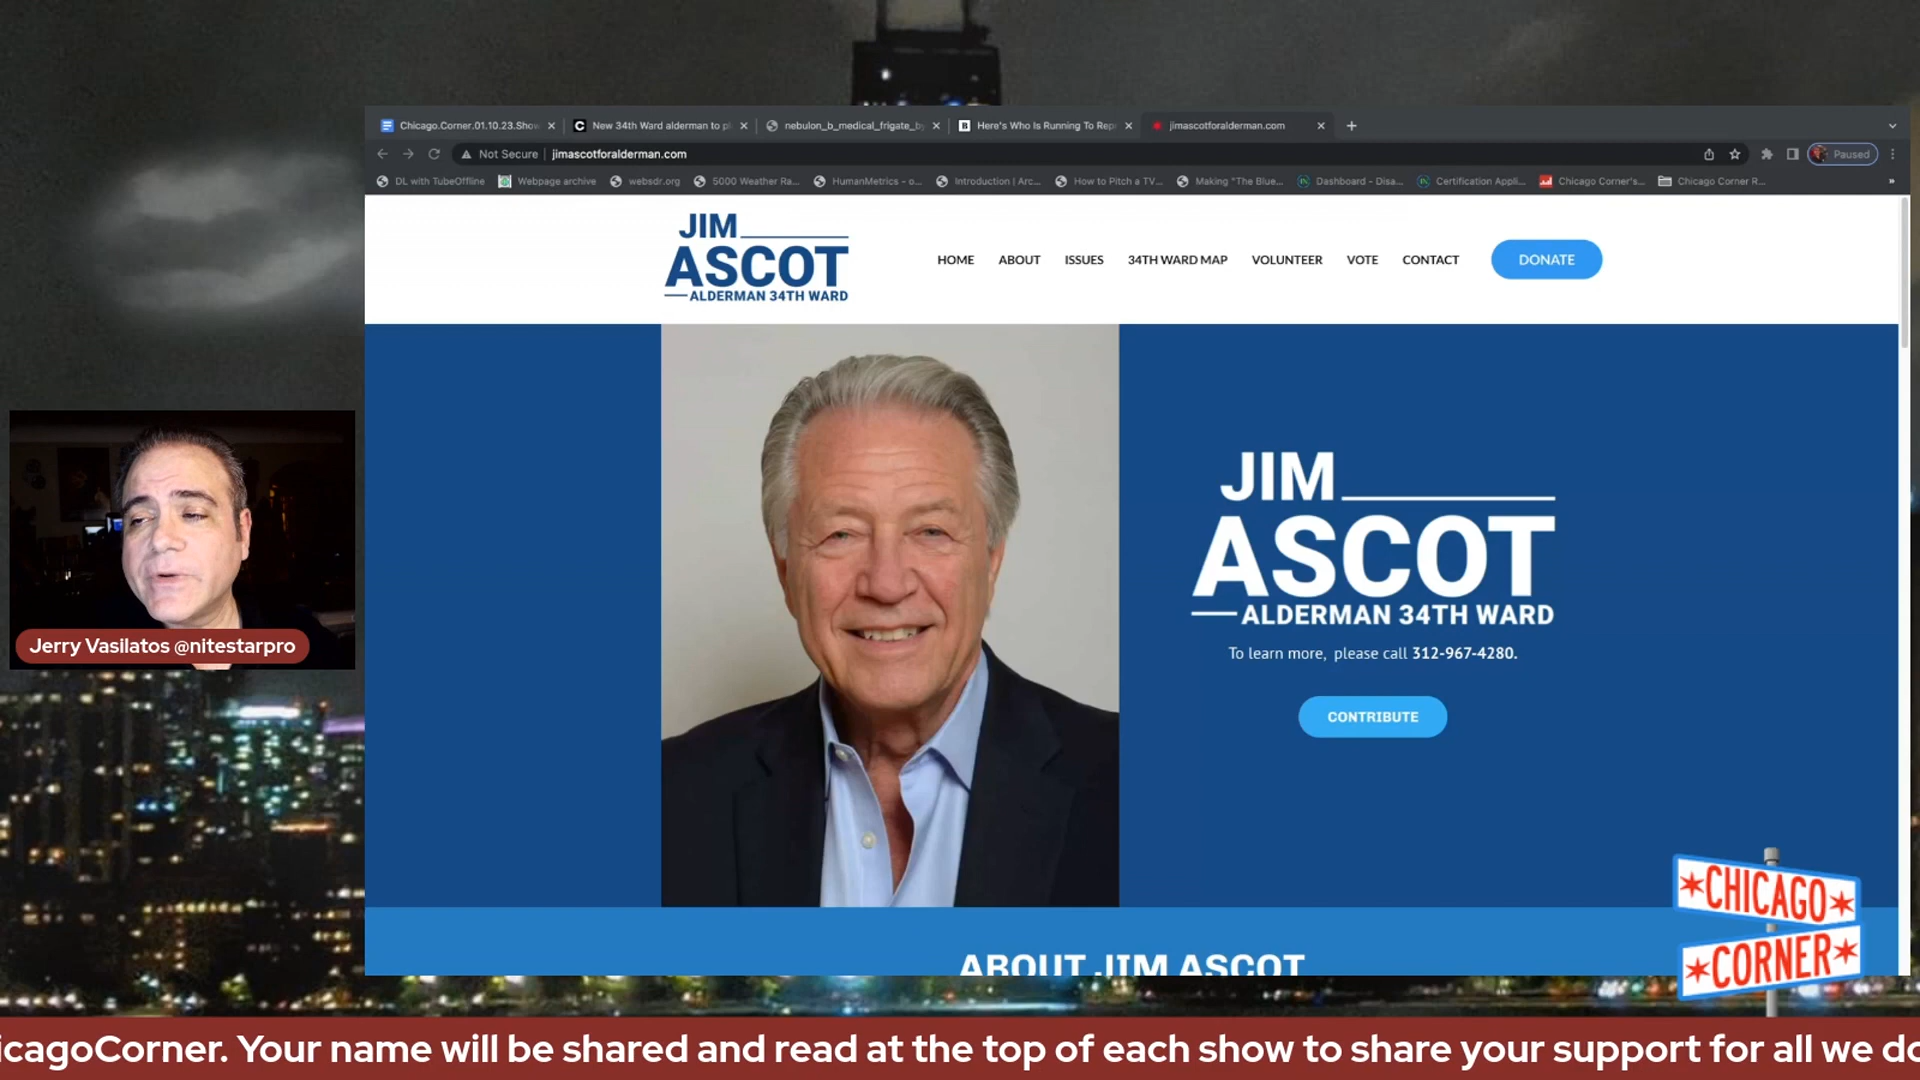 Chicago.Corner.01.10.23.Show
New 34th Ward alderman to pl
nebulon_b_medical_frigate_by
Here's Who Is Running To Rep
jimascotforalderman.com
Not Secure
jimascotforalderman.com
Paused
DL with TubeOffline
Webpage archive
websdr.org
5000 Weather Ra...
HumanMetrics - o...
Introduction | Arc...
How to Pitch a TV...
Making "The Blue...
Dashboard - Disa...
Certification Appli...
Chicago Corner's...
Chicago Corner R...
»
JIM
ASCOT
ALDERMAN 34TH WARD
HOME
ABOUT
ISSUES
34TH WARD MAP
VOLUNTEER
VOTE
CONTACT
DONATE
JIM
ASCOT
ALDERMAN 34TH WARD
To learn more, please call 312-967-4280.
CONTRIBUTE
Jerry Vasilatos @nitestarpro
ABOUT JIM ASCOT
CHICAGO
CORNER
icagoCorner. Your name will be shared and read at the top of each show to share your support for all we do